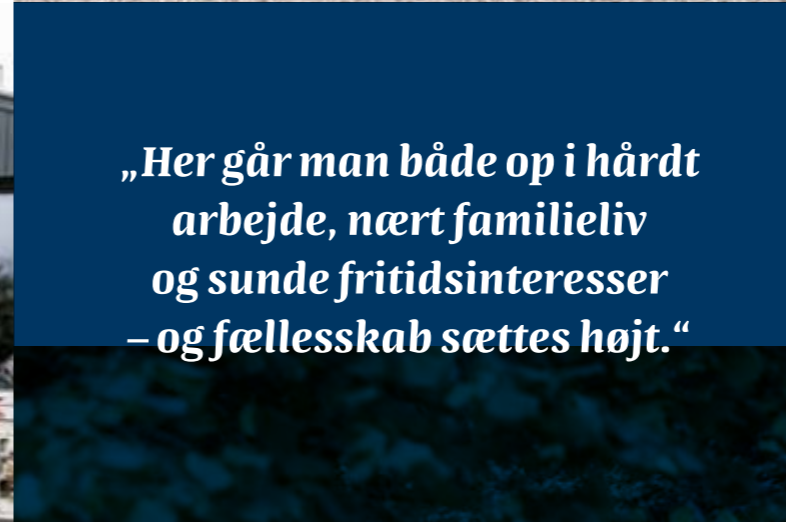 „Her går man både op i hårdt
arbejde, nært familieliv
og sunde fritidsinteresser
– og fællesskab sættes højt.“